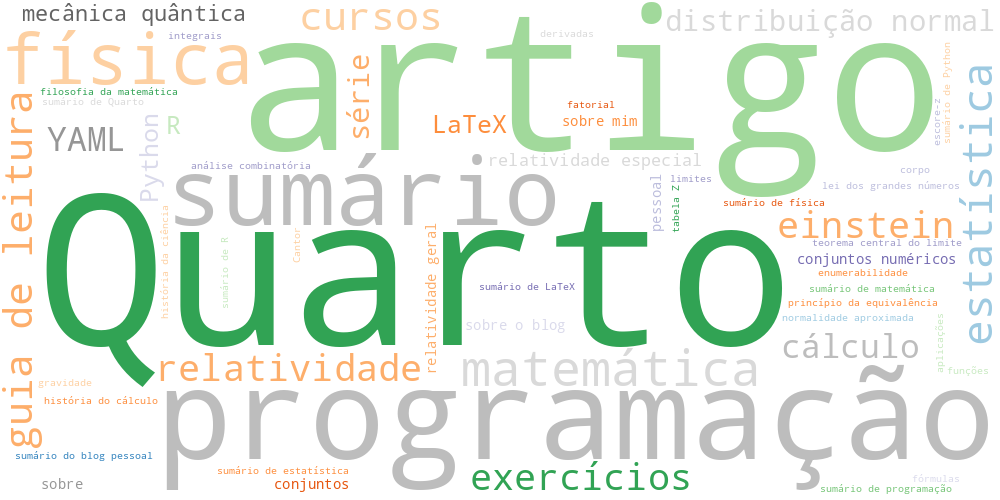 mecânica quântica
cursos
distribuição normal
integrais
derivadas
física
artigo
série
filosofia da matemática
sumário de Quarto
fatorial
LaTeX
sobre mim
R
YAML
Python
escore-z
sumário de Python
estatística
guia de leitura
análise combinatória
relatividade especial
sumário
limites
corpo
lei dos grandes números
pessoal
tabela Z
sumário de física
Quarto
einstein
história da ciência
sumário de R
Cantor
relatividade geral
teorema central do limite
conjuntos numéricos
enumerabilidade
sumário de LaTeX
sumário de matemática
princípio da equivalência
sobre o blog
normalidade aproximada
cálculo
aplicações
relatividade
matemática
funções
gravidade
história do cálculo
programação
sumário do blog pessoal
sumário de estatística
exercícios
sobre
conjuntos
fórmulas
sumário de programação